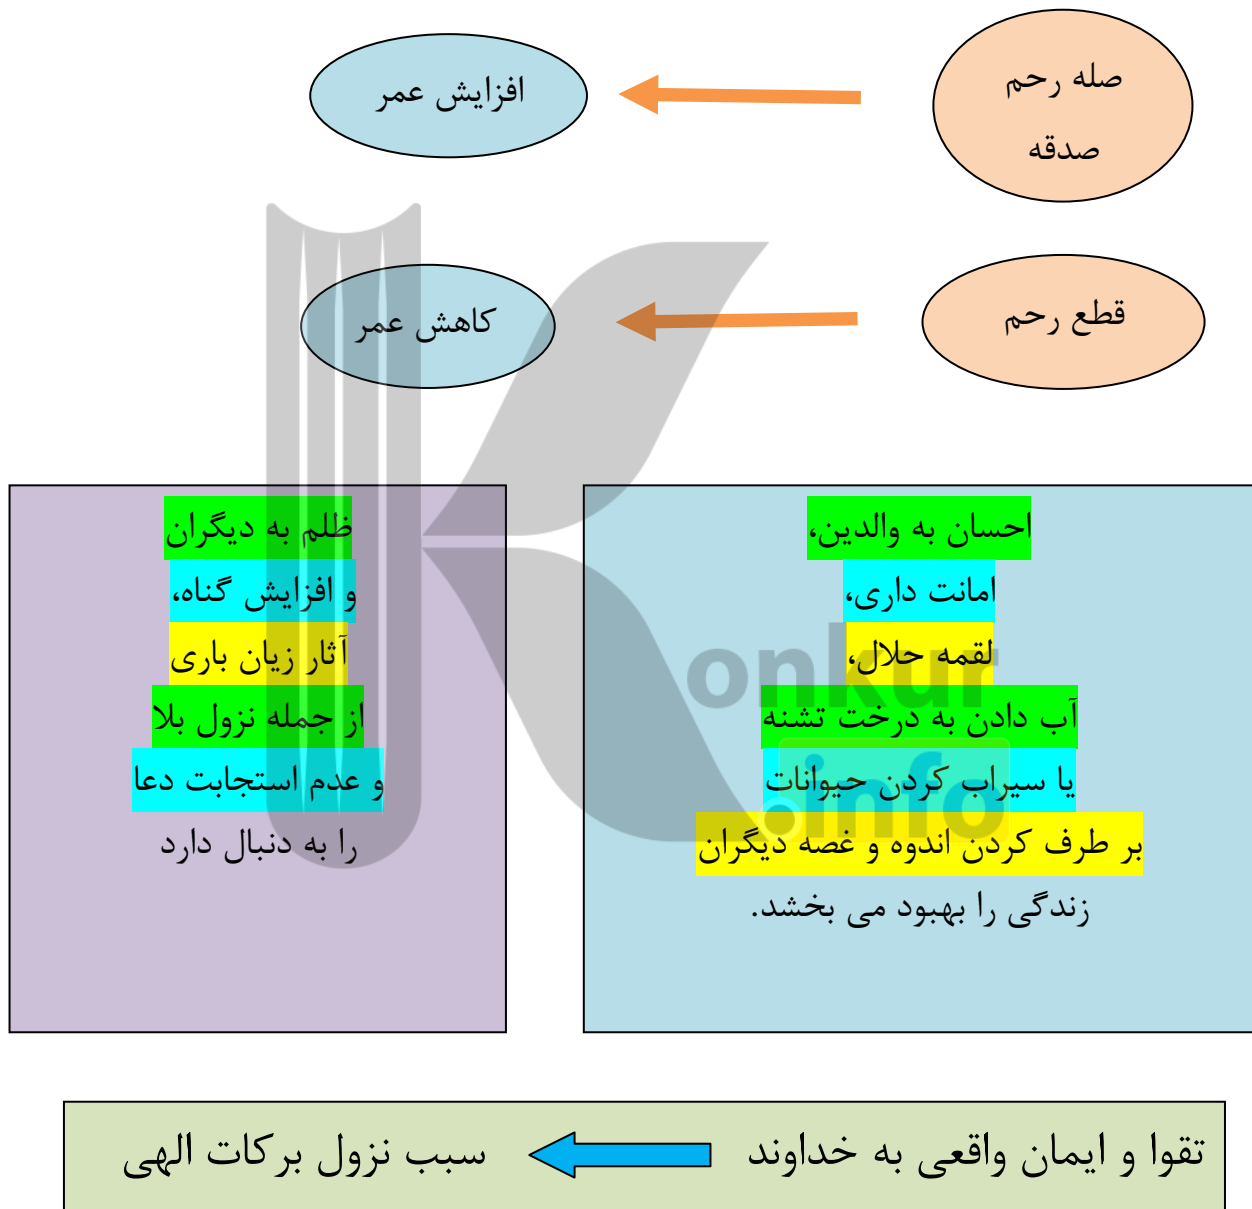 صله رحم
صدقه
افزایش عمر
قطع رحم
کاهش عمر
احسان به والدین،
امانت داری،
لقمه حلال،
آب دادن به درخت تشنه
یا سیراب کردن حیوانات
بر طرف کردن اندوه و غصه دیگران
زندگی را بهبود می بخشد.
ظلم به دیگران
و افزایش گناه،
آثار زیان باری
از جمله نزول بلا
و عدم استجابت دعا
را به دنبال دارد
تقوا و ایمان واقعی به خداوند
سبب نزول برکات الهی
Konkur
.info